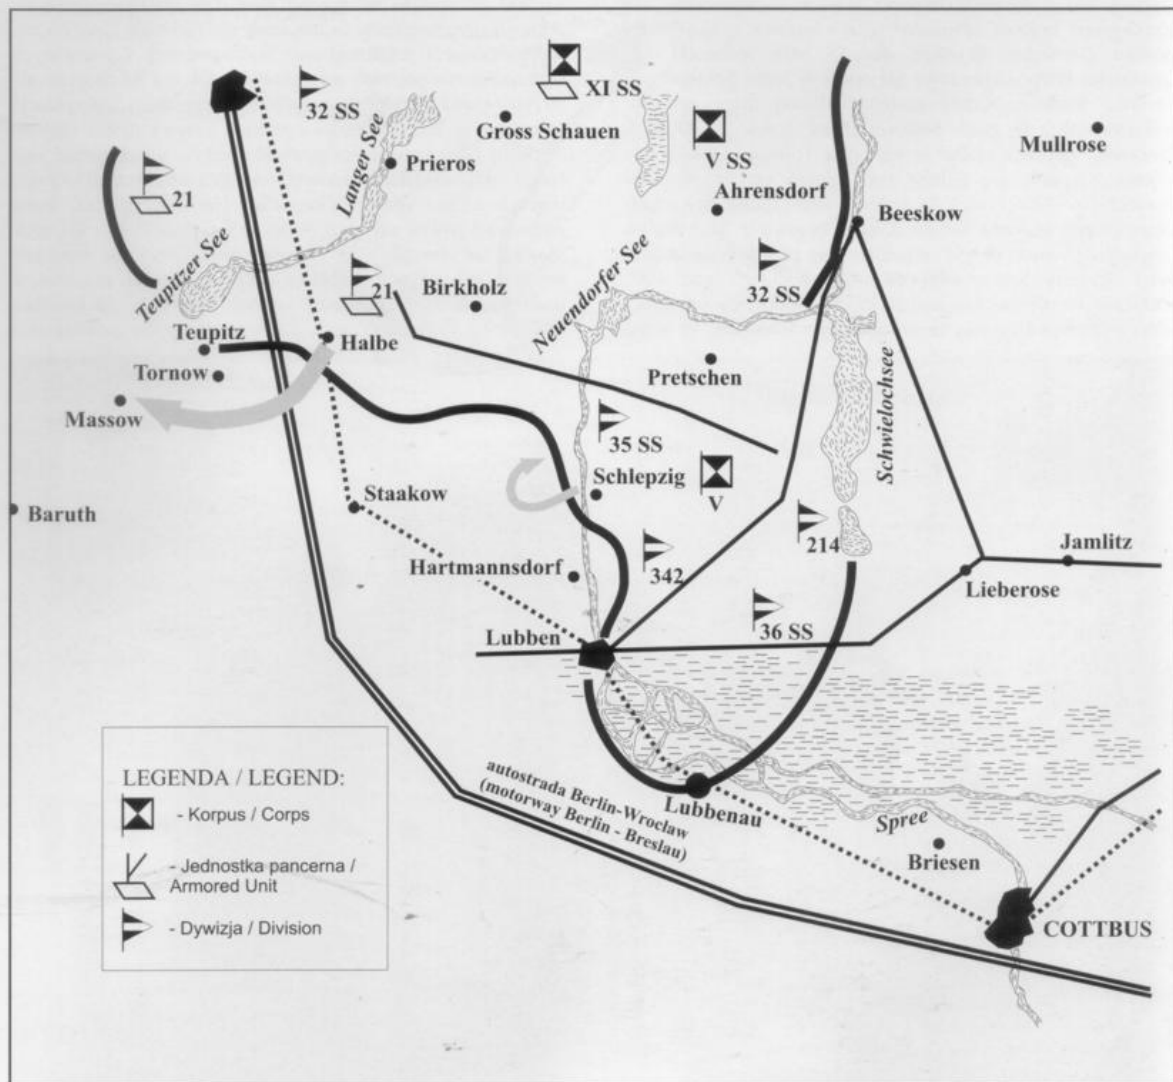 32 SS
XI SS
Gross Schauen
Mullrose
V SS
Prieros
Langer See
21
Ahrensdorf
Beeskow
Teupitzer See
Neuendorfer See
32 SS
21
Birkholz
Teupitz
Halbe
Pretschen
Tornow
Massow
Schwielochsee
35 SS
Schlepzig
V
Staakow
Baruth
214
Jamlitz
Hartmannsdorf
342
Lieberose
36 SS
Lubben
LEGENDA / LEGEND:
- Korpus / Corps
- Jednostka pancerna /
Armored Unit
- Dywizja / Division
autostrada Berlin-Wrocław
(motorway Berlin - Breslau)
Lubbenau
Spree
Briesen
COTTBUS